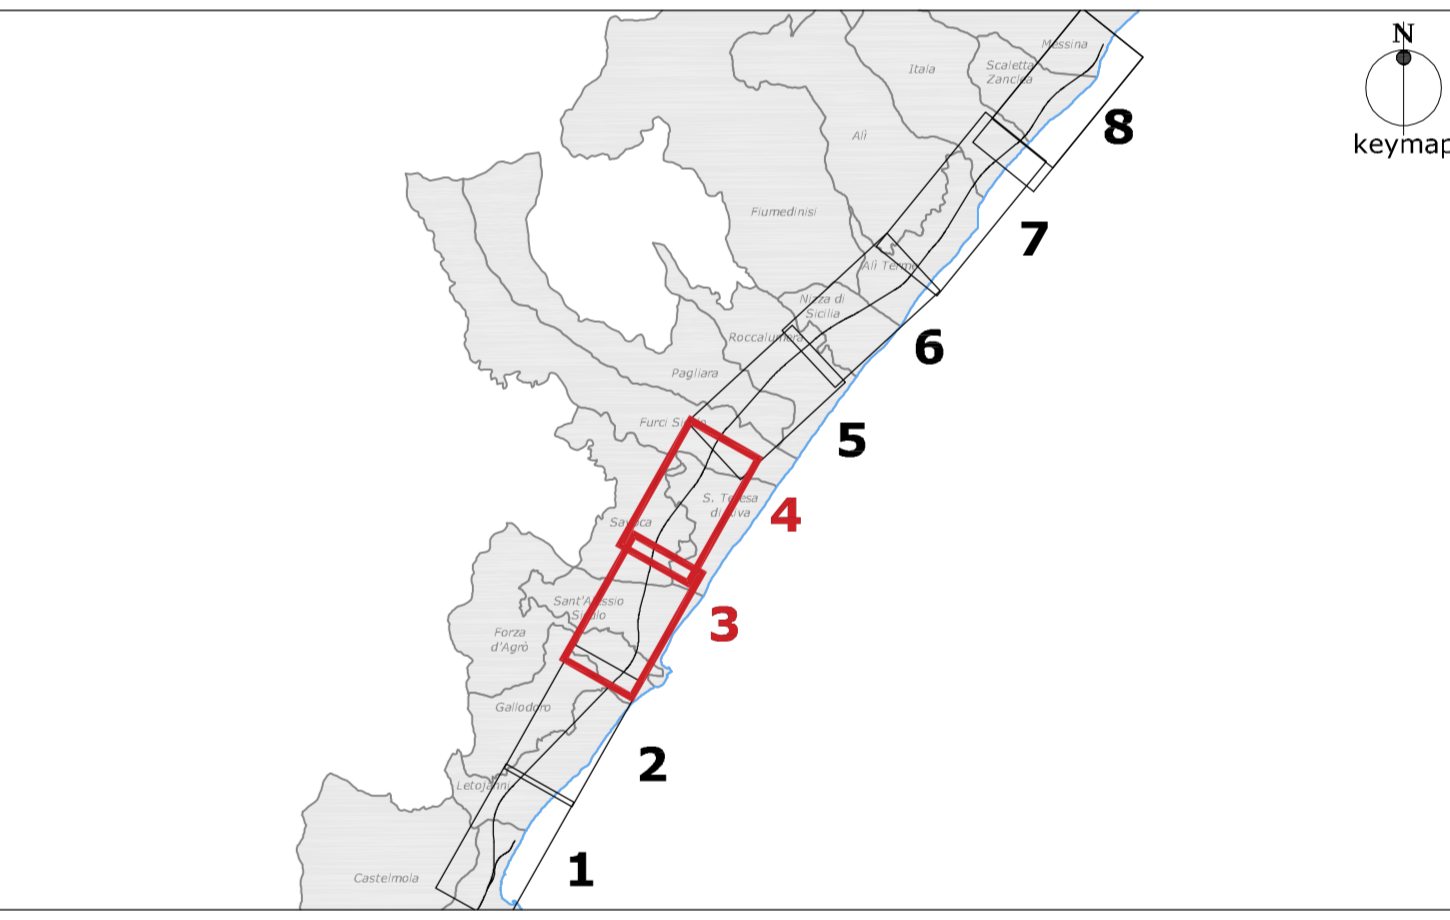 Messina
N
Itala
Scaletta
Zanclea
8
Alì
keymap
Fiumedinisi
7
Alì Terme
Nizza di
Sicilia
Roccalumera
6
Pagliara
Furci Siculo
5
S. Teresa
di Riva
4
Savoca
Sant'Alessio
Siculo
3
Forza
d'Agrò
Gallodoro
2
Letojanni
1
Castelmola